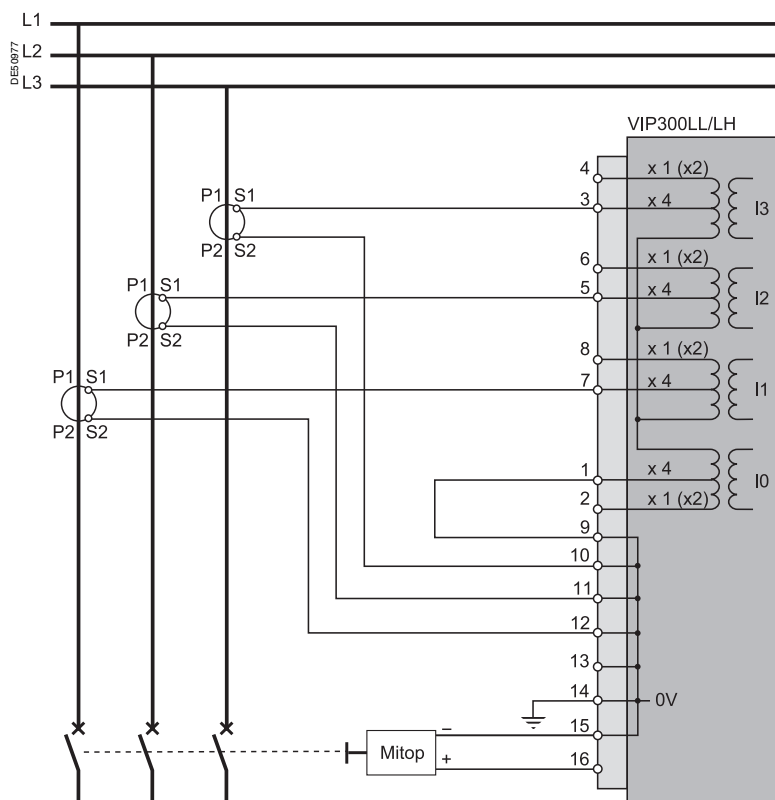 L1
DE50977
L2
L3
VIP300LL/LH
4 x 1 (x2)
P1 S1 3 x 4 I3
P2 S2
6 x 1 (x2)
P1 S1 5 x 4 I2
P2 S2
8 x 1 (x2)
P1 S1 7 x 4 I1
P2 S2
1 x 4 I0
2 x 1 (x2)
9
10
11
12
13
14 0V
– 15
Mitop
+ 16